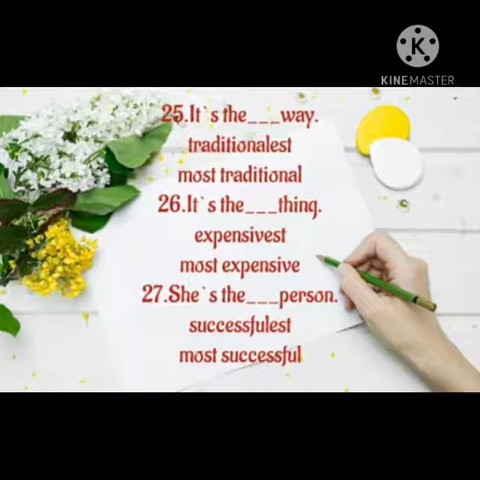 K
KINEMASTER
25.It`s the___way.
traditionalest
most traditional
26.It`s the___thing.
expensivest
most expensive
27.She`s the___person.
successfulest
most successful